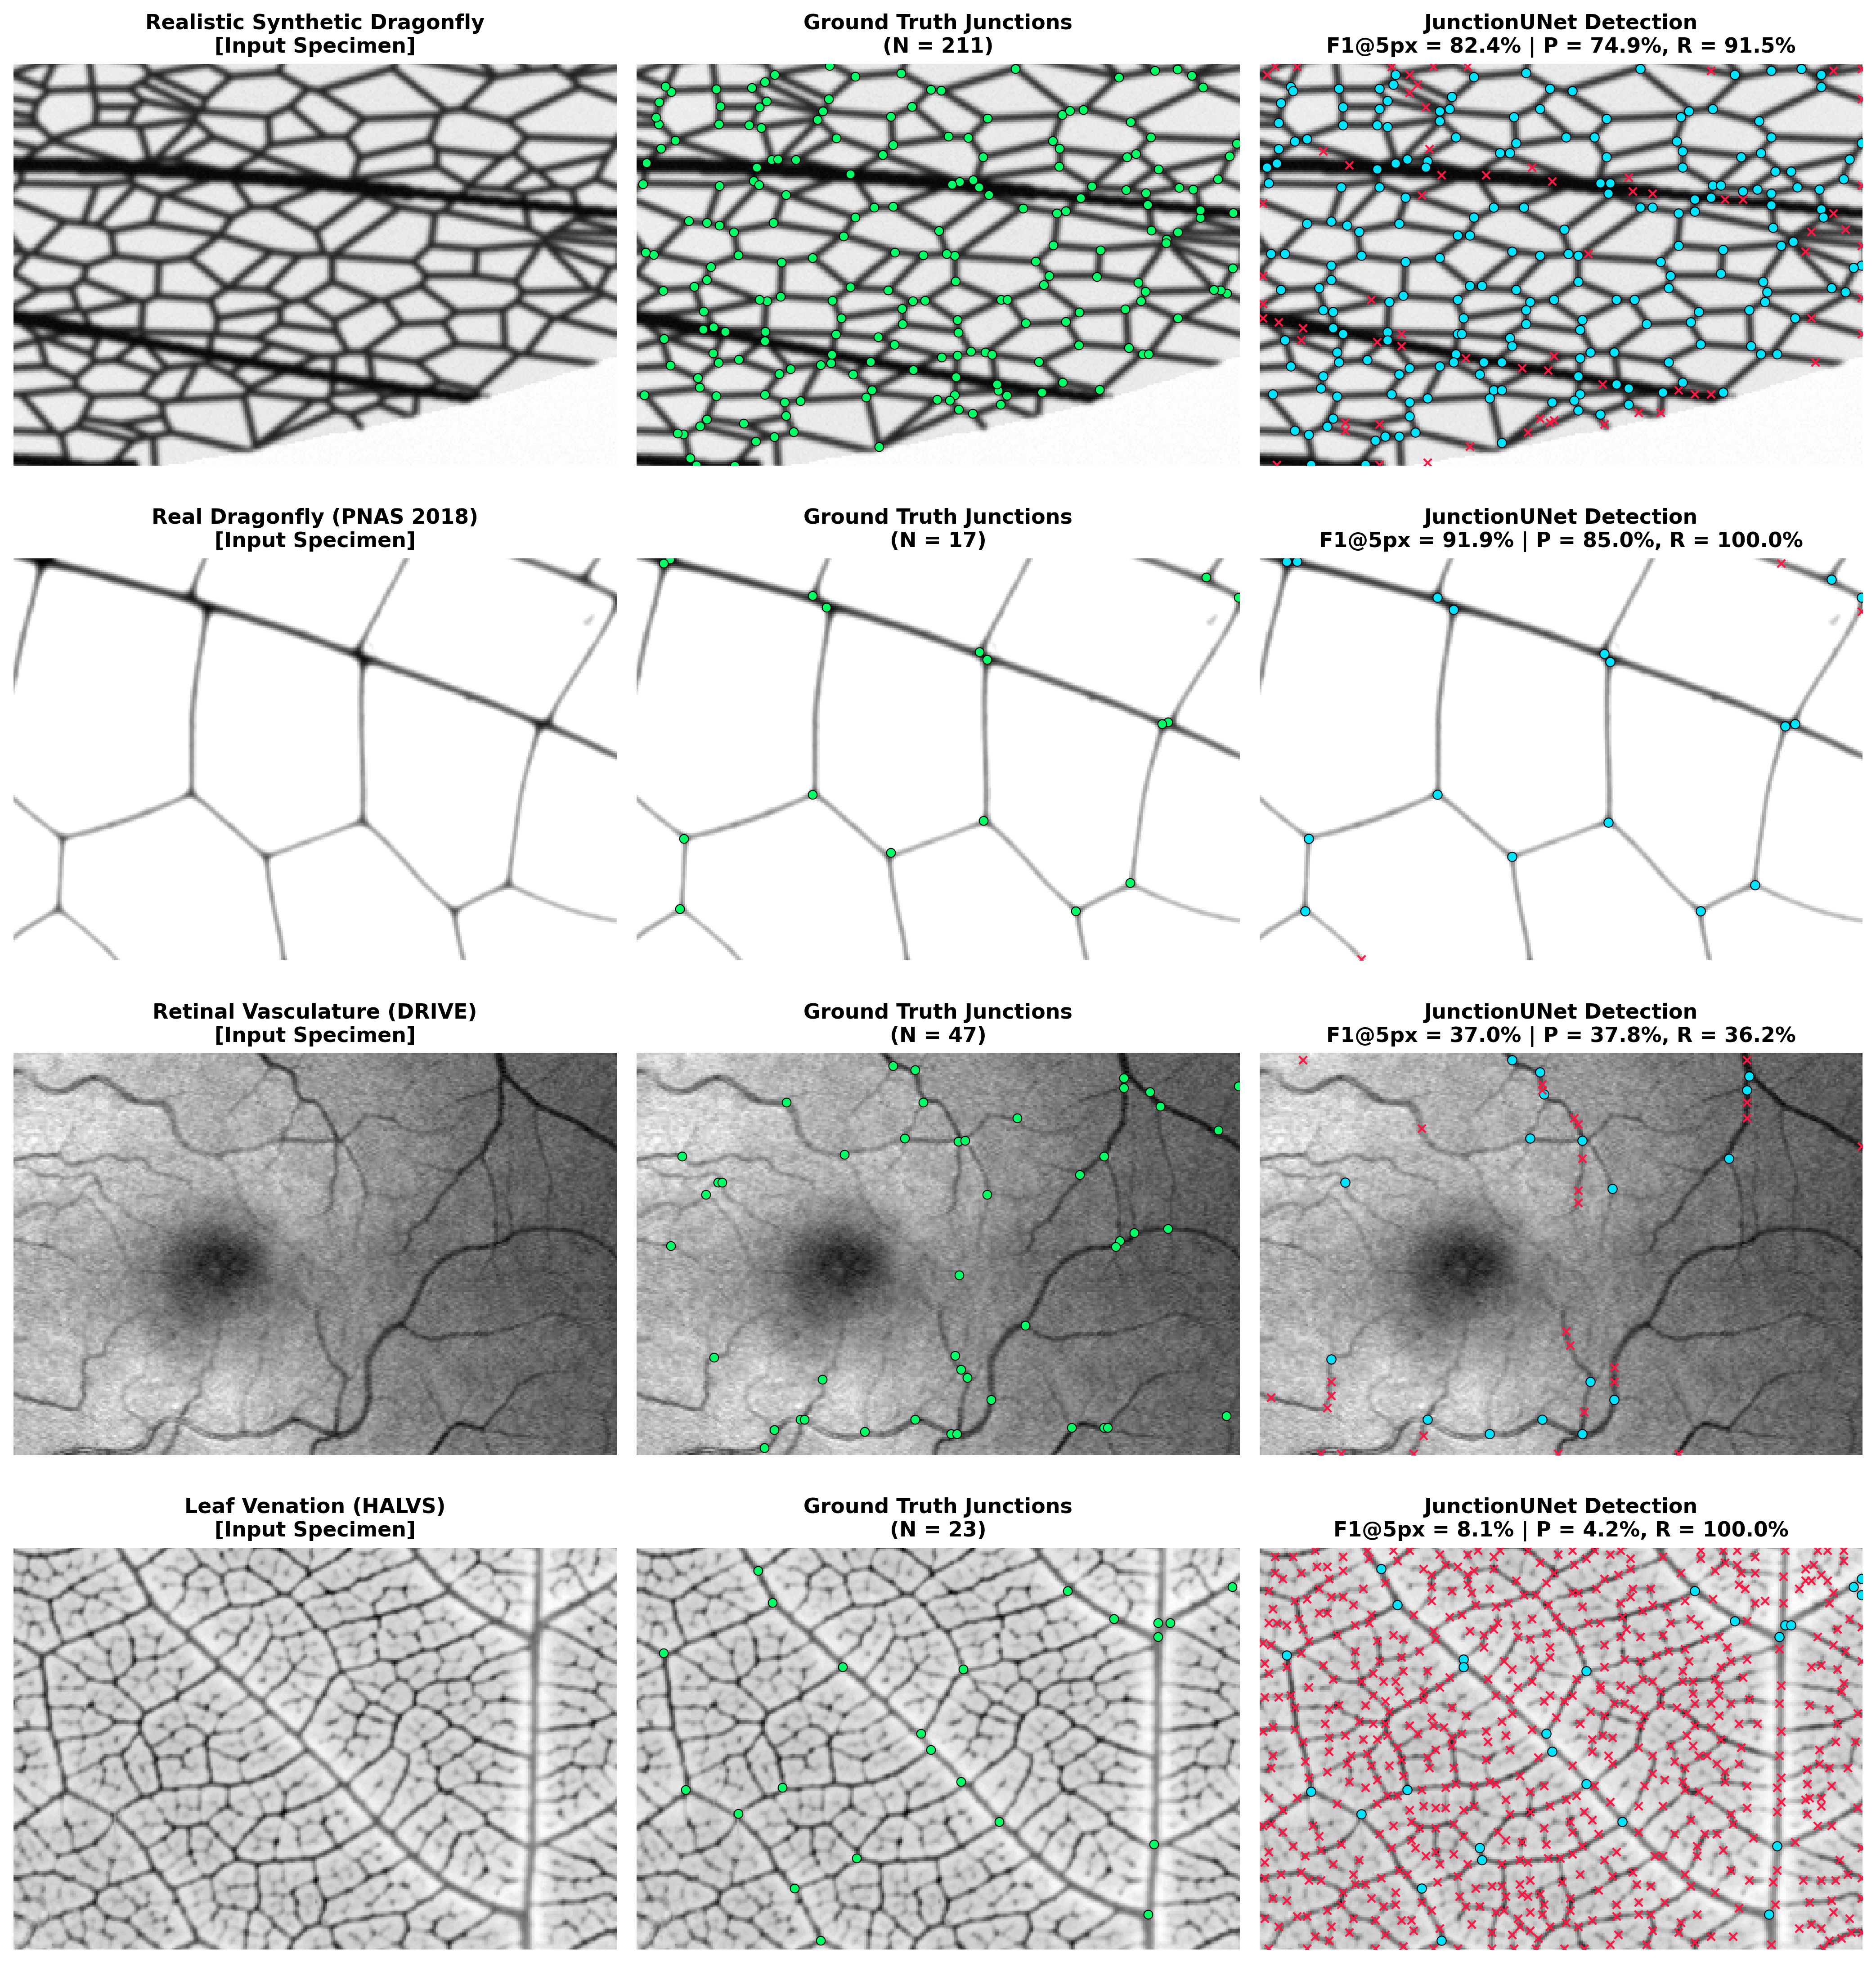 Realistic Synthetic Dragonfly
[Input Specimen]
Ground Truth Junctions
(N = 211)
JunctionUNet Detection
F1@5px = 82.4% | P = 74.9%, R = 91.5%
Real Dragonfly (PNAS 2018)
[Input Specimen]
Ground Truth Junctions
(N = 17)
JunctionUNet Detection
F1@5px = 91.9% | P = 85.0%, R = 100.0%
Retinal Vasculature (DRIVE)
[Input Specimen]
Ground Truth Junctions
(N = 47)
JunctionUNet Detection
F1@5px = 37.0% | P = 37.8%, R = 36.2%
Leaf Venation (HALVS)
[Input Specimen]
Ground Truth Junctions
(N = 23)
JunctionUNet Detection
F1@5px = 8.1% | P = 4.2%, R = 100.0%